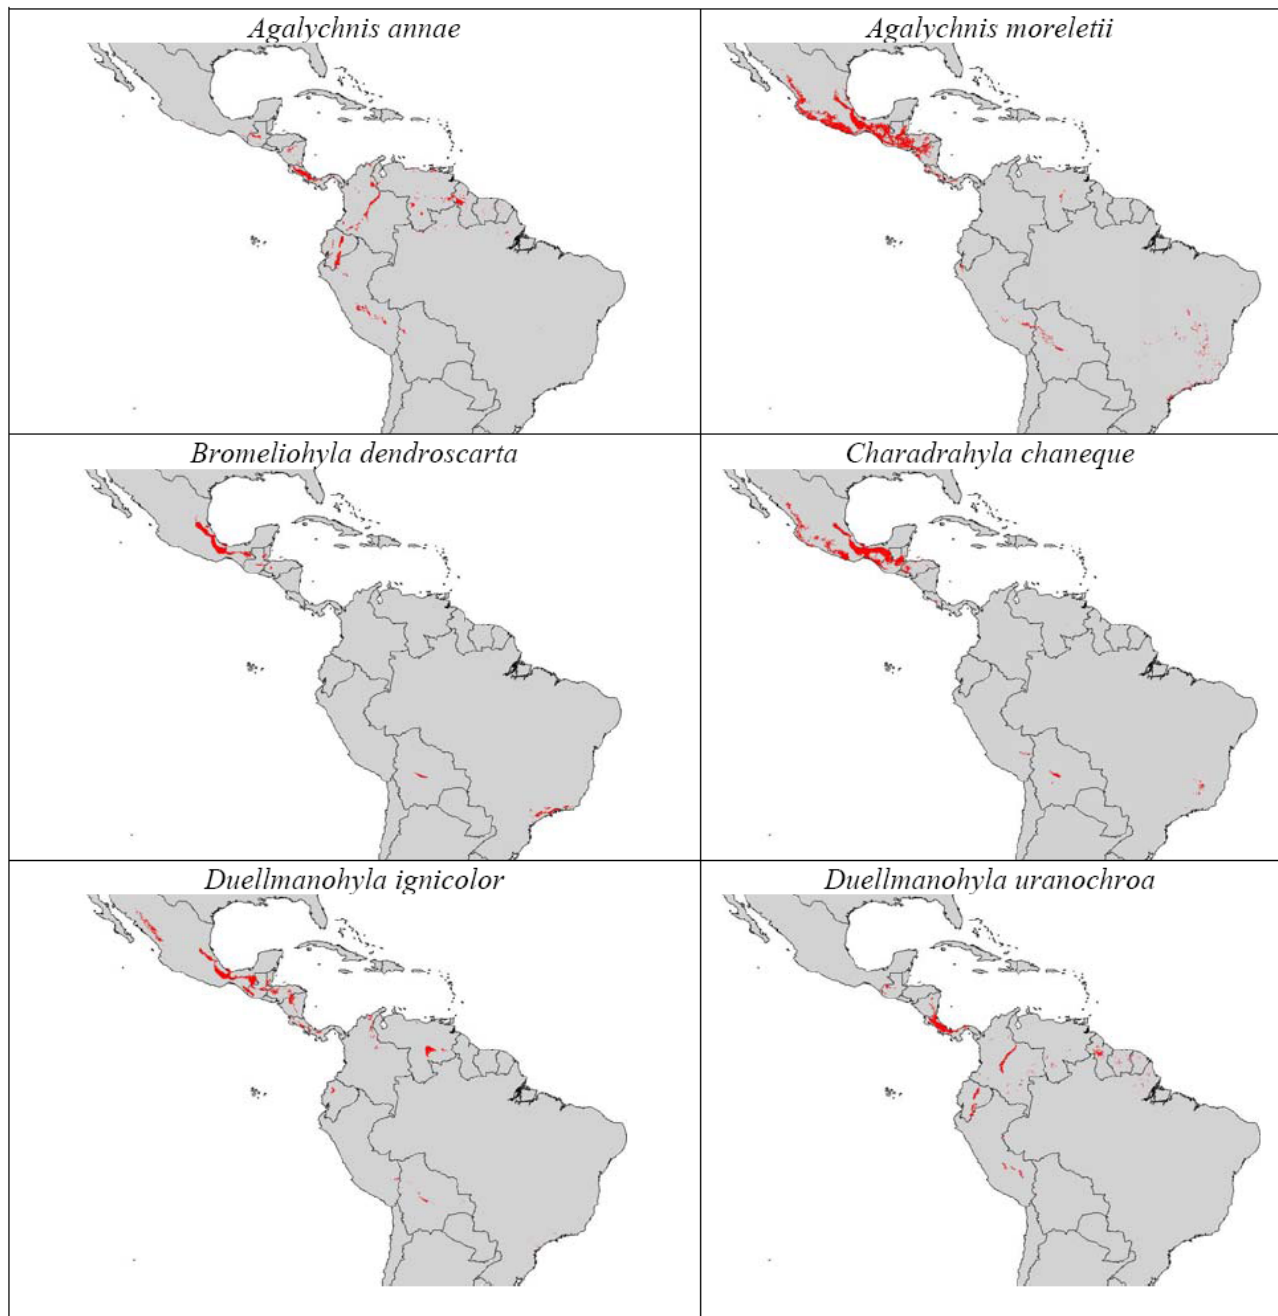 Agalychnis annae
Agalychnis moreletii
Bromeliohyla dendroscarta
Charadrahyla chaneque
Duellmanohyla ignicolor
Duellmanohyla uranochroa